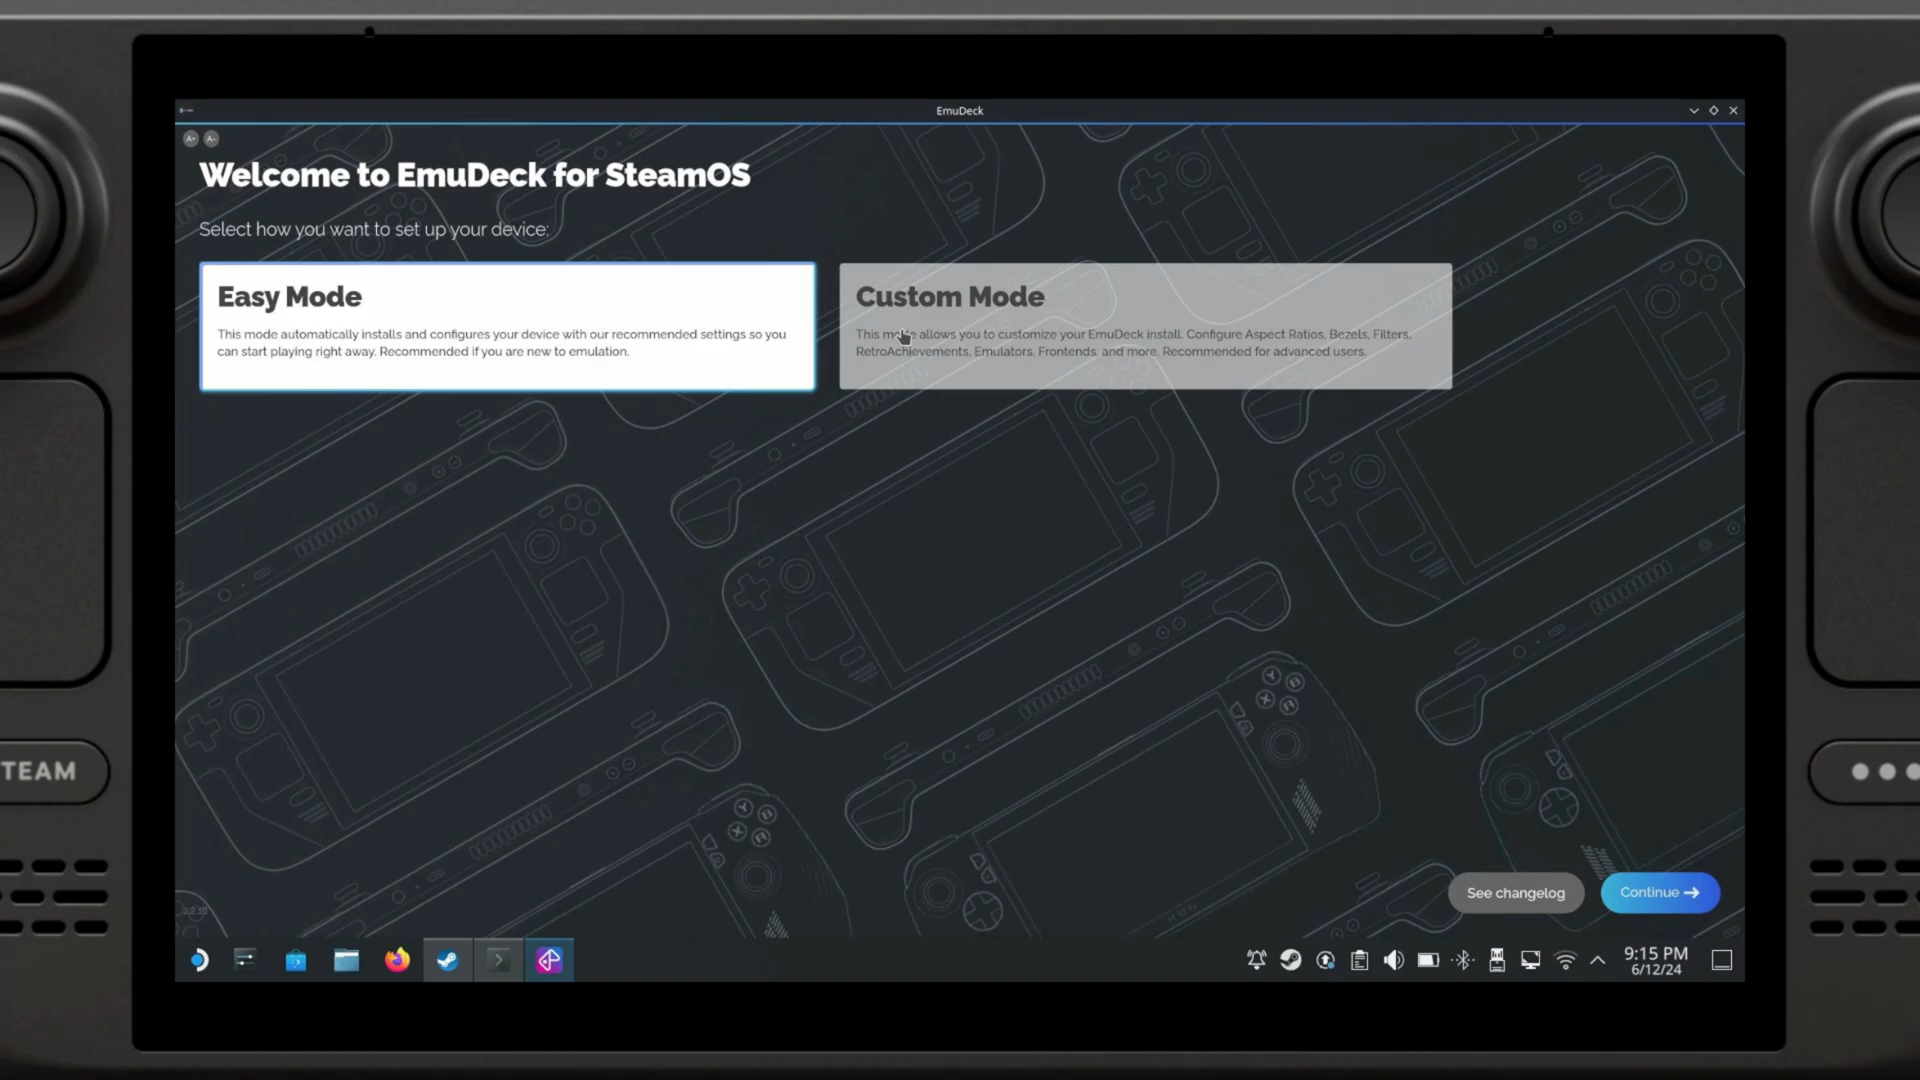 EmuDeck
A+ A-
Welcome to EmuDeck for SteamOS
Select how you want to set up your device:
Easy Mode
This mode automatically installs and configures your device with our recommended settings so you
can start playing right away. Recommended if you are new to emulation.
Custom Mode
This mode allows you to customize your EmuDeck install. Configure Aspect Ratios, Bezels, Filters,
RetroAchievements, Emulators, Frontends, and more. Recommended for advanced users.
TEAM
See changelog
Continue →
9:15 PM
6/12/24